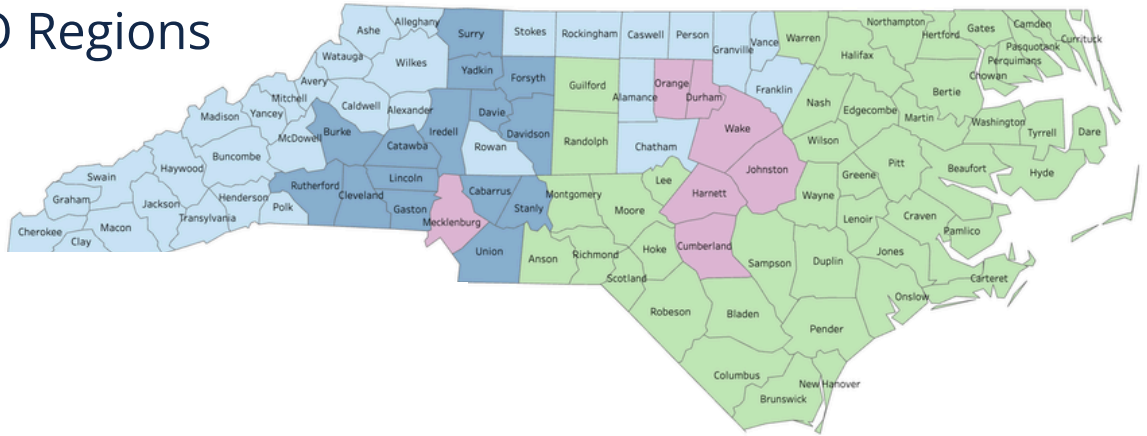 D Regions
Ashe
Alleghany
Surry
Stokes
Rockingham
Caswell
Person
Granville
Vance
Warren
Northampton
Gates
Camden
Currituck
Hertford
Pasquotank
Perquimans
Chowan
Halifax
Watauga
Wilkes
Yadkin
Forsyth
Guilford
Alamance
Orange
Durham
Franklin
Nash
Edgecombe
Bertie
Martin
Washington
Tyrrell
Dare
Avery
Mitchell
Caldwell
Alexander
Madison
Yancey
McDowell
Burke
Iredell
Davie
Davidson
Randolph
Chatham
Wake
Wilson
Catawba
Rowan
Buncombe
Haywood
Swain
Graham
Jackson
Henderson
Polk
Rutherford
Cleveland
Lincoln
Gaston
Mecklenburg
Cabarrus
Stanly
Montgomery
Moore
Lee
Harnett
Johnston
Wayne
Greene
Pitt
Beaufort
Hyde
Cherokee
Clay
Macon
Transylvania
Union
Anson
Richmond
Scotland
Hoke
Cumberland
Sampson
Duplin
Lenoir
Craven
Pamlico
Jones
Carteret
Onslow
Robeson
Bladen
Pender
Columbus
New Hanover
Brunswick